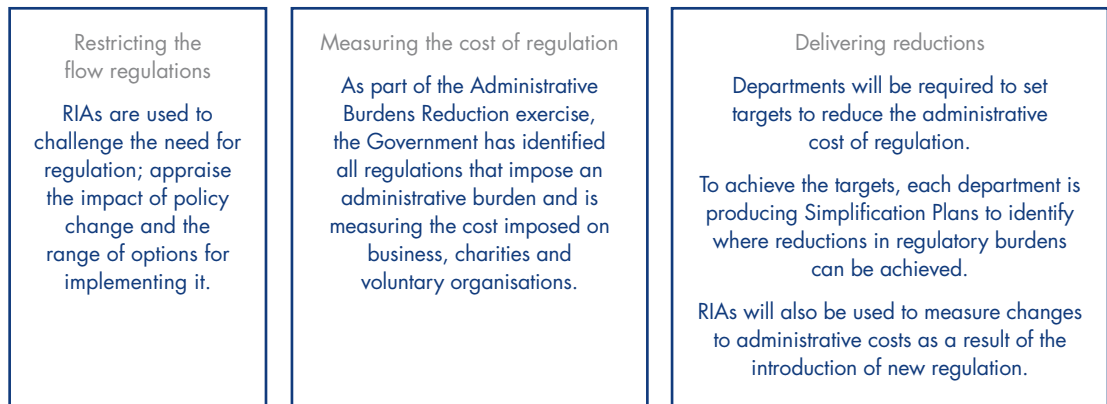 Restricting the
flow regulations
RIAs are used to
challenge the need for
regulation; appraise
the impact of policy
change and the
range of options for
implementing it.
Measuring the cost of regulation
As part of the Administrative
Burdens Reduction exercise,
the Government has identified
all regulations that impose an
administrative burden and is
measuring the cost imposed on
business, charities and
voluntary organisations.
Delivering reductions
Departments will be required to set
targets to reduce the administrative
cost of regulation.
To achieve the targets, each department is
producing Simplification Plans to identify
where reductions in regulatory burdens
can be achieved.
RIAs will also be used to measure changes
to administrative costs as a result of the
introduction of new regulation.